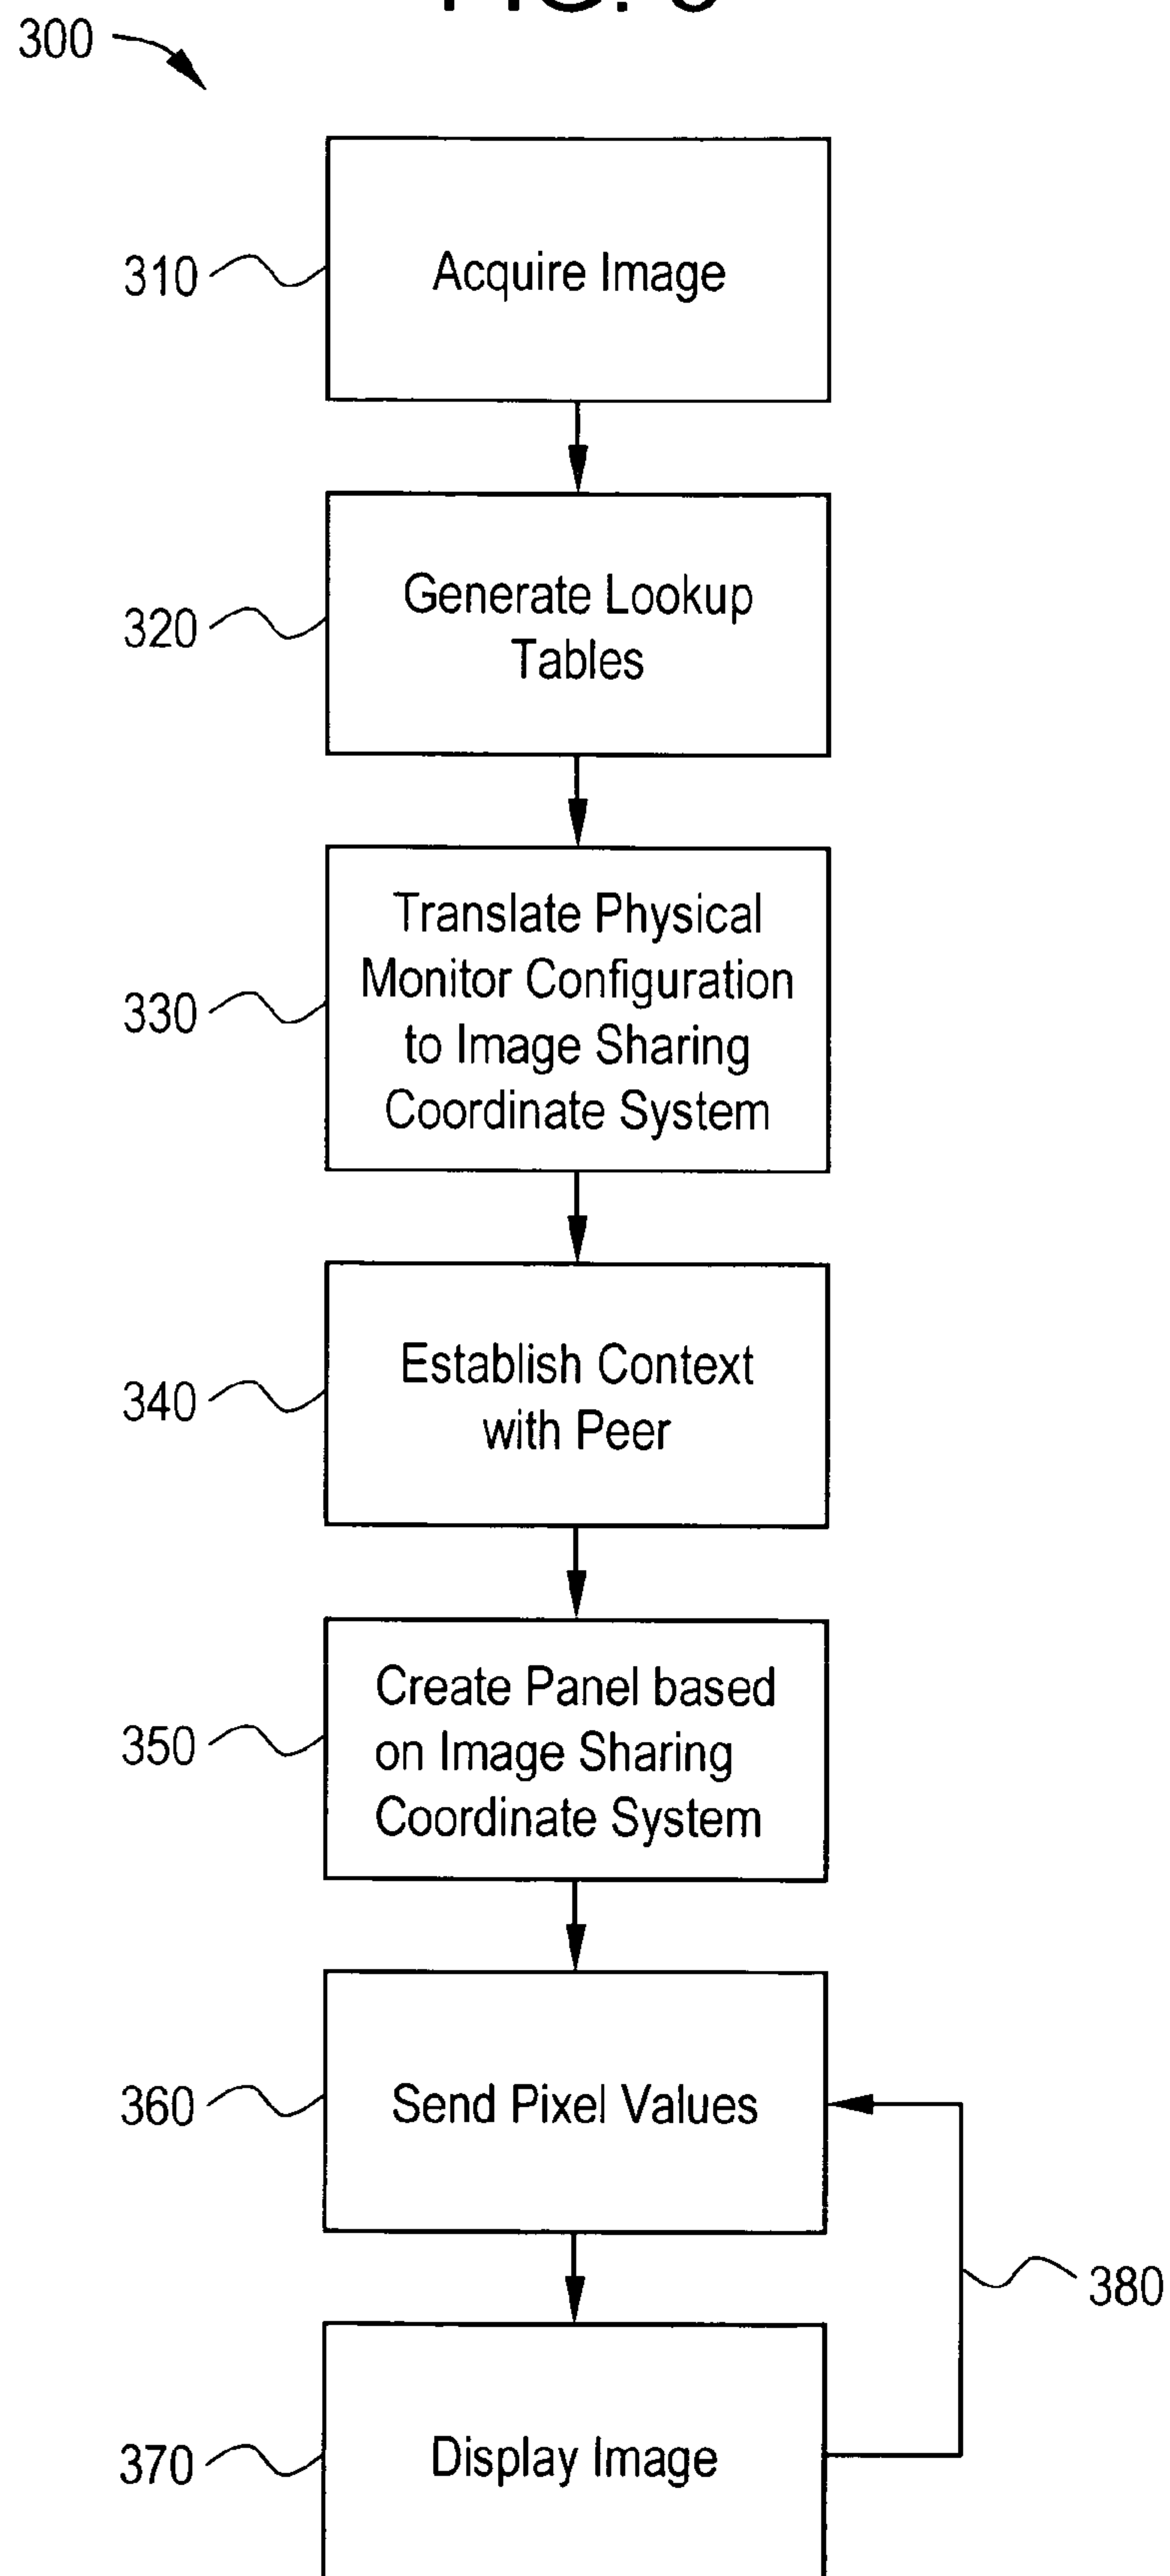 FIG.
300
310
Acquire Image
320
Generate Lookup
Tables
330
Translate Physical
Monitor Configuration
to Image Sharing
Coordinate System
340
Establish Context
with Peer
350
Create Panel based
on Image Sharing
Coordinate System
360
Send Pixel Values
380
370
Display Image